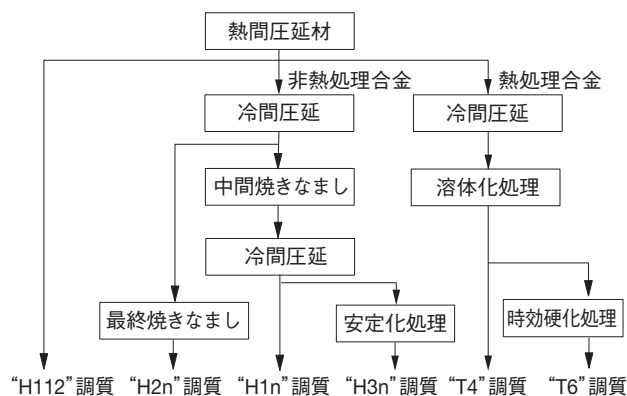 熱間圧延材
非熱処理合金
熱処理合金
冷間圧延
冷間圧延
中間焼きなまし
溶体化処理
冷間圧延
最終焼きなまし
安定化処理
時効硬化処理
“H112”調質 “H2n”調質 “H1n”調質 “H3n”調質 “T4”調質 “T6”調質